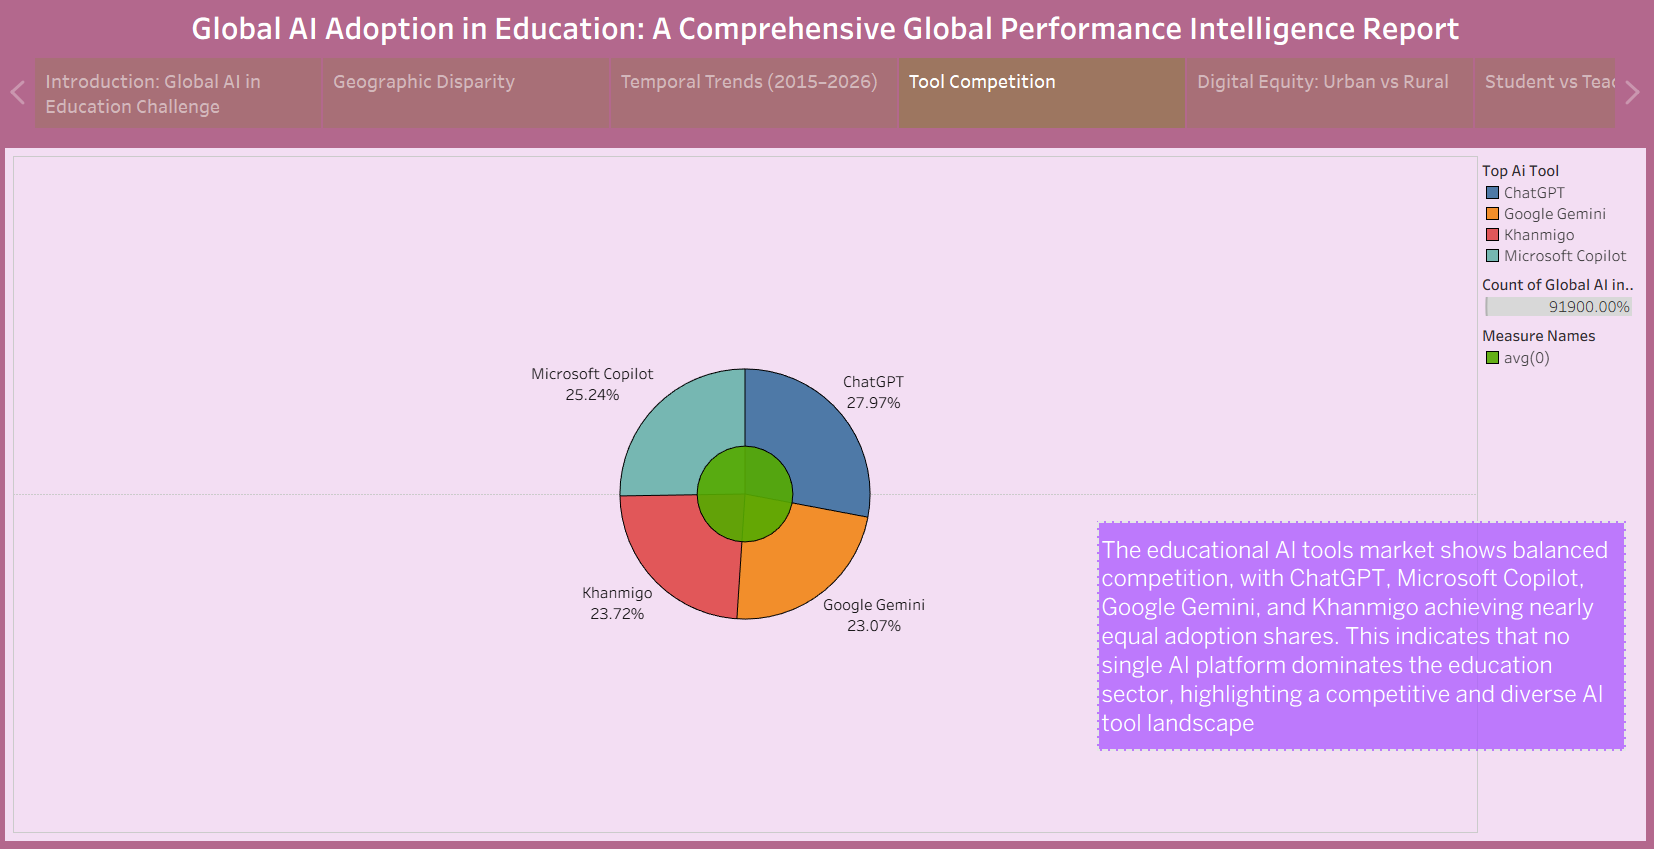 Global AI Adoption in Education: A Comprehensive Global Performance Intelligence Report
Introduction: Global AI in
Education Challenge
Geographic Disparity
Temporal Trends (2015–2026)
Tool Competition
Digital Equity: Urban vs Rural
Student vs Teac
Top Ai Tool
ChatGPT
Google Gemini
Khanmigo
Microsoft Copilot
Count of Global AI in..
91900.00%
Measure Names
avg(0)
Microsoft Copilot
25.24%
ChatGPT
27.97%
Khanmigo
23.72%
Google Gemini
23.07%
The educational AI tools market shows balanced
competition, with ChatGPT, Microsoft Copilot,
Google Gemini, and Khanmigo achieving nearly
equal adoption shares. This indicates that no
single AI platform dominates the education
sector, highlighting a competitive and diverse AI
tool landscape